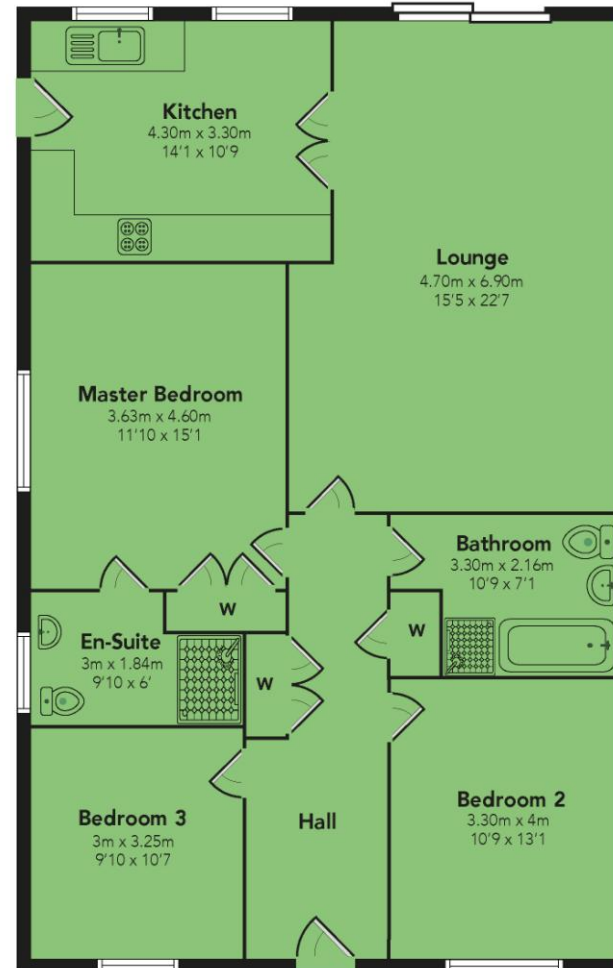 Kitchen
4.30m x 3.30m
14'1 x 10'9
Lounge
4.70m x 6.90m
15'5 x 22'7
Master Bedroom
3.63m x 4.60m
11'10 x 15'1
Bathroom
3.30m x 2.16m
10'9 x 7'1
W
W
En-Suite
3m x 1.84m
9'10 x 6'
W
Bedroom 3
3m x 3.25m
9'10 x 10'7
Hall
Bedroom 2
3.30m x 4m
10'9 x 13'1